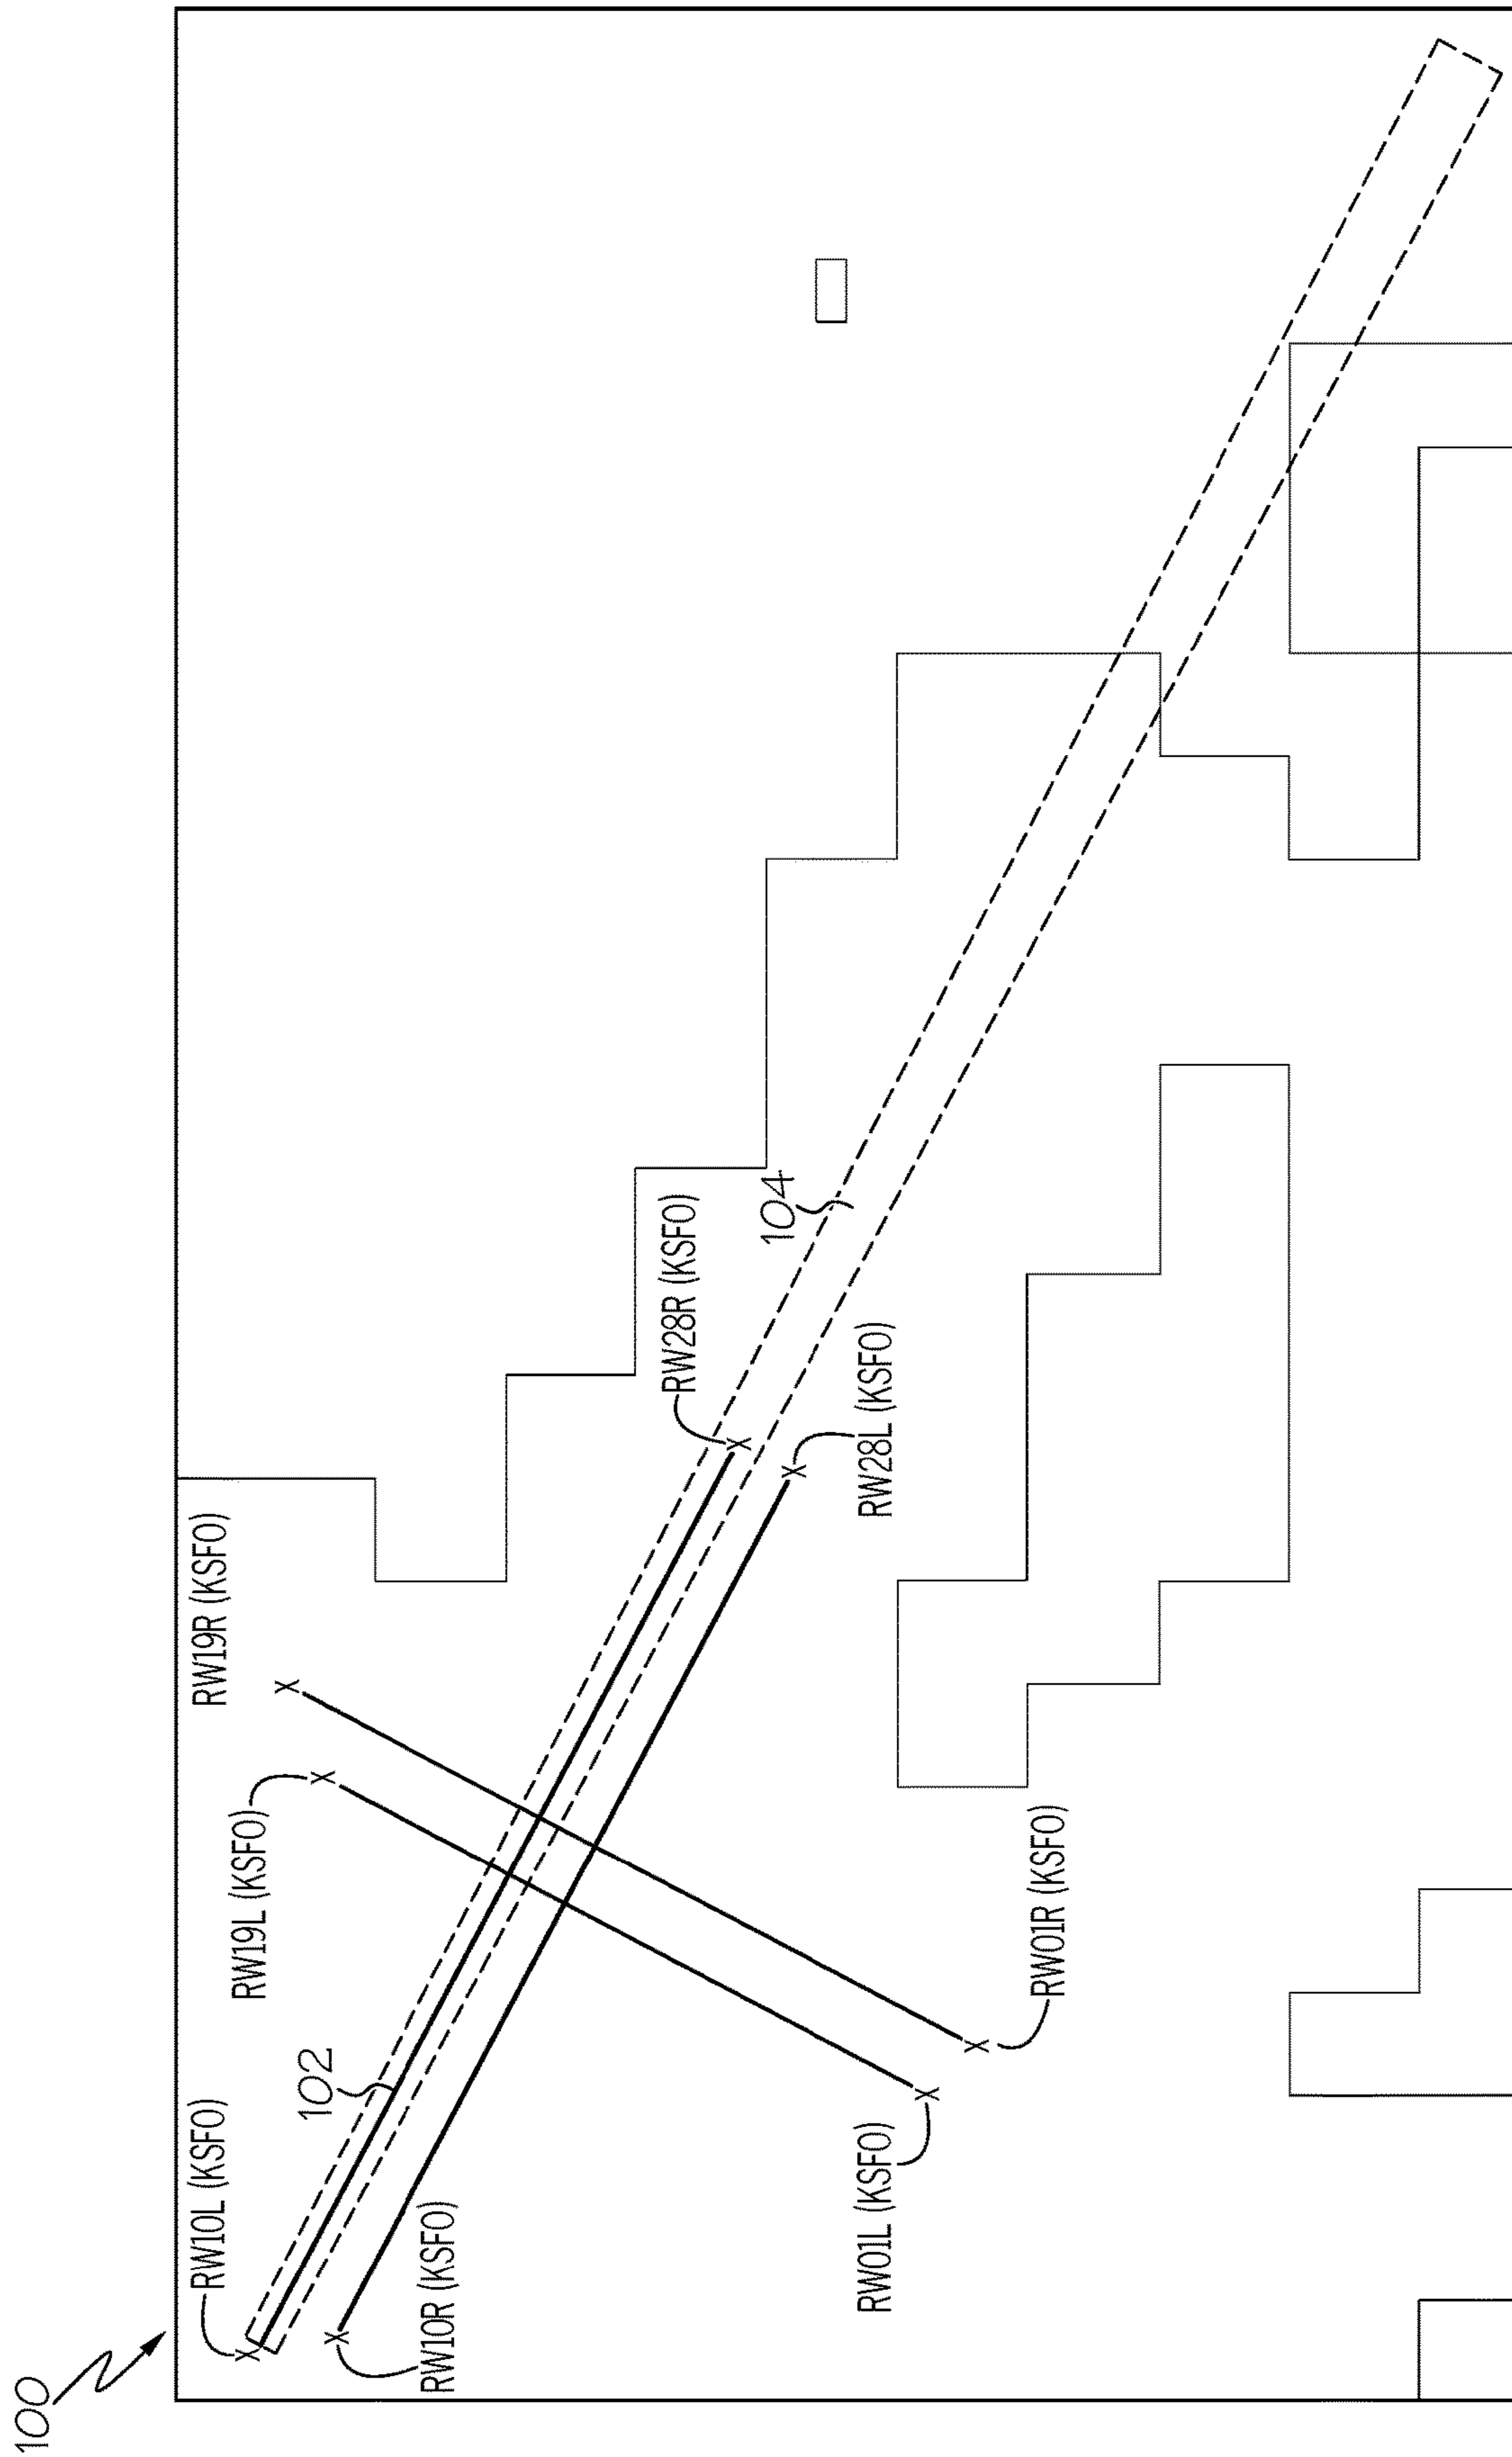 100
RW10L (KSFO)
RW19R (KSFO)
RW19L (KSFO)
102
RW10R (KSFO)
RW28R (KSFO)
104
RW01L (KSFO)
RW28L (KSFO)
RW01R (KSFO)